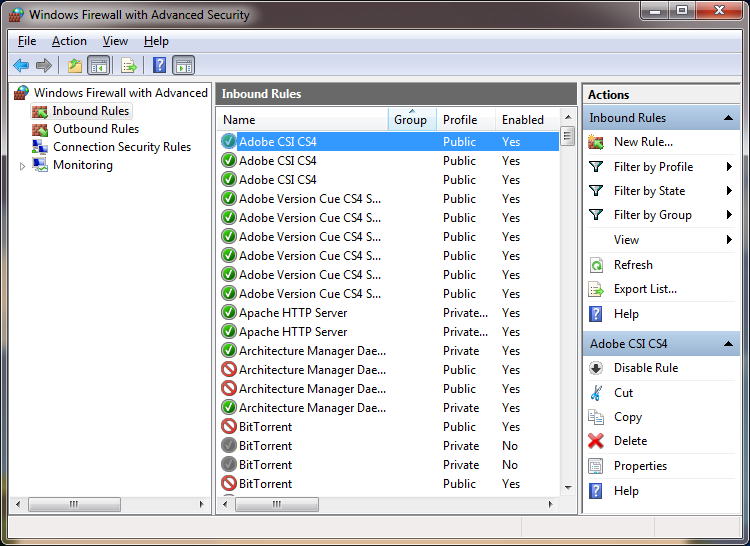 Windows Firewall with Advanced Security
File Action View Help
Windows Firewall with Advanced
Inbound Rules
Outbound Rules
Connection Security Rules
Monitoring
Inbound Rules
Name Group Profile Enabled
Adobe CSI CS4 Public Yes
Adobe CSI CS4 Public Yes
Adobe CSI CS4 Public Yes
Adobe Version Cue CS4 S... Public Yes
Adobe Version Cue CS4 S... Public Yes
Adobe Version Cue CS4 S... Public Yes
Adobe Version Cue CS4 S... Public Yes
Adobe Version Cue CS4 S... Public Yes
Adobe Version Cue CS4 S... Public Yes
Apache HTTP Server Private... Yes
Apache HTTP Server Private... Yes
Architecture Manager Dae... Private Yes
Architecture Manager Dae... Public Yes
Architecture Manager Dae... Public Yes
Architecture Manager Dae... Private Yes
BitTorrent Public Yes
BitTorrent Private No
BitTorrent Private No
BitTorrent Public Yes
Actions
Inbound Rules
New Rule...
Filter by Profile
Filter by State
Filter by Group
View
Refresh
Export List...
Help
Adobe CSI CS4
Disable Rule
Cut
Copy
Delete
Properties
Help